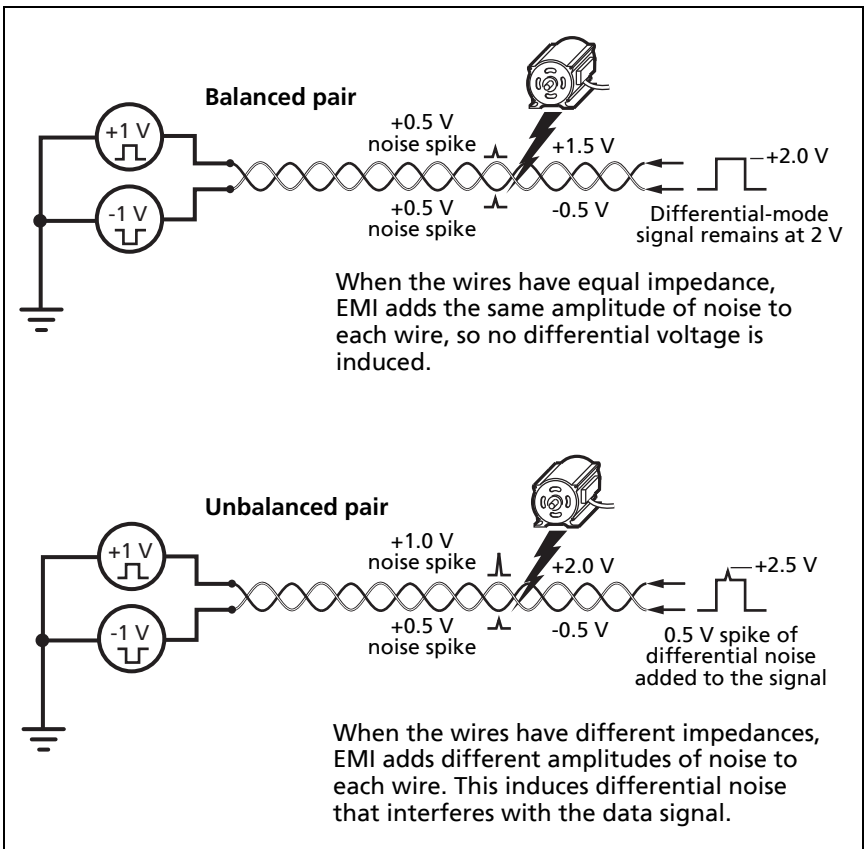 Balanced pair
+1 V
-1 V
+0.5 V
noise spike
+1.5 V
+2.0 V
+0.5 V
noise spike
-0.5 V
Differential-mode
signal remains at 2 V
When the wires have equal impedance,
EMI adds the same amplitude of noise to
each wire, so no differential voltage is
induced.
Unbalanced pair
+1 V
-1 V
+1.0 V
noise spike
+2.0 V
+2.5 V
+0.5 V
noise spike
-0.5 V
0.5 V spike of
differential noise
added to the signal
When the wires have different impedances,
EMI adds different amplitudes of noise to
each wire. This induces differential noise
that interferes with the data signal.